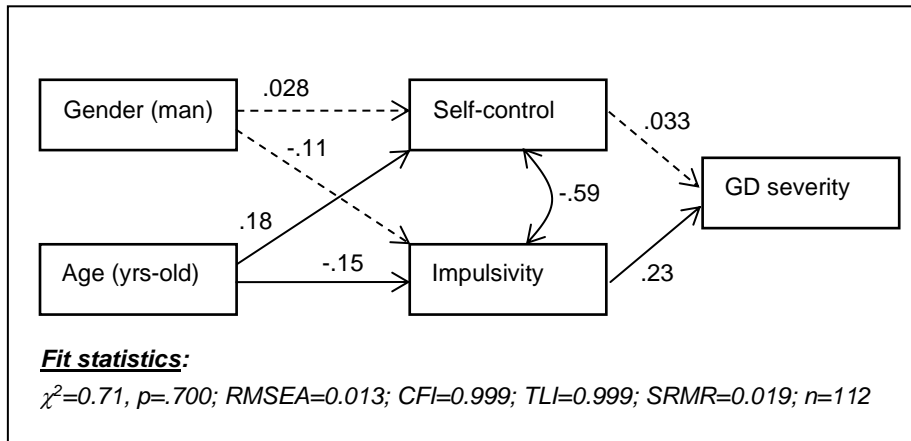 .028
Gender (man)
Self-control
.033
-.11
GD severity
-.59
.18
-.15
Age (yrs-old)
Impulsivity
.23
Fit statistics:
χ²=0.71, p=.700; RMSEA=0.013; CFI=0.999; TLI=0.999; SRMR=0.019; n=112